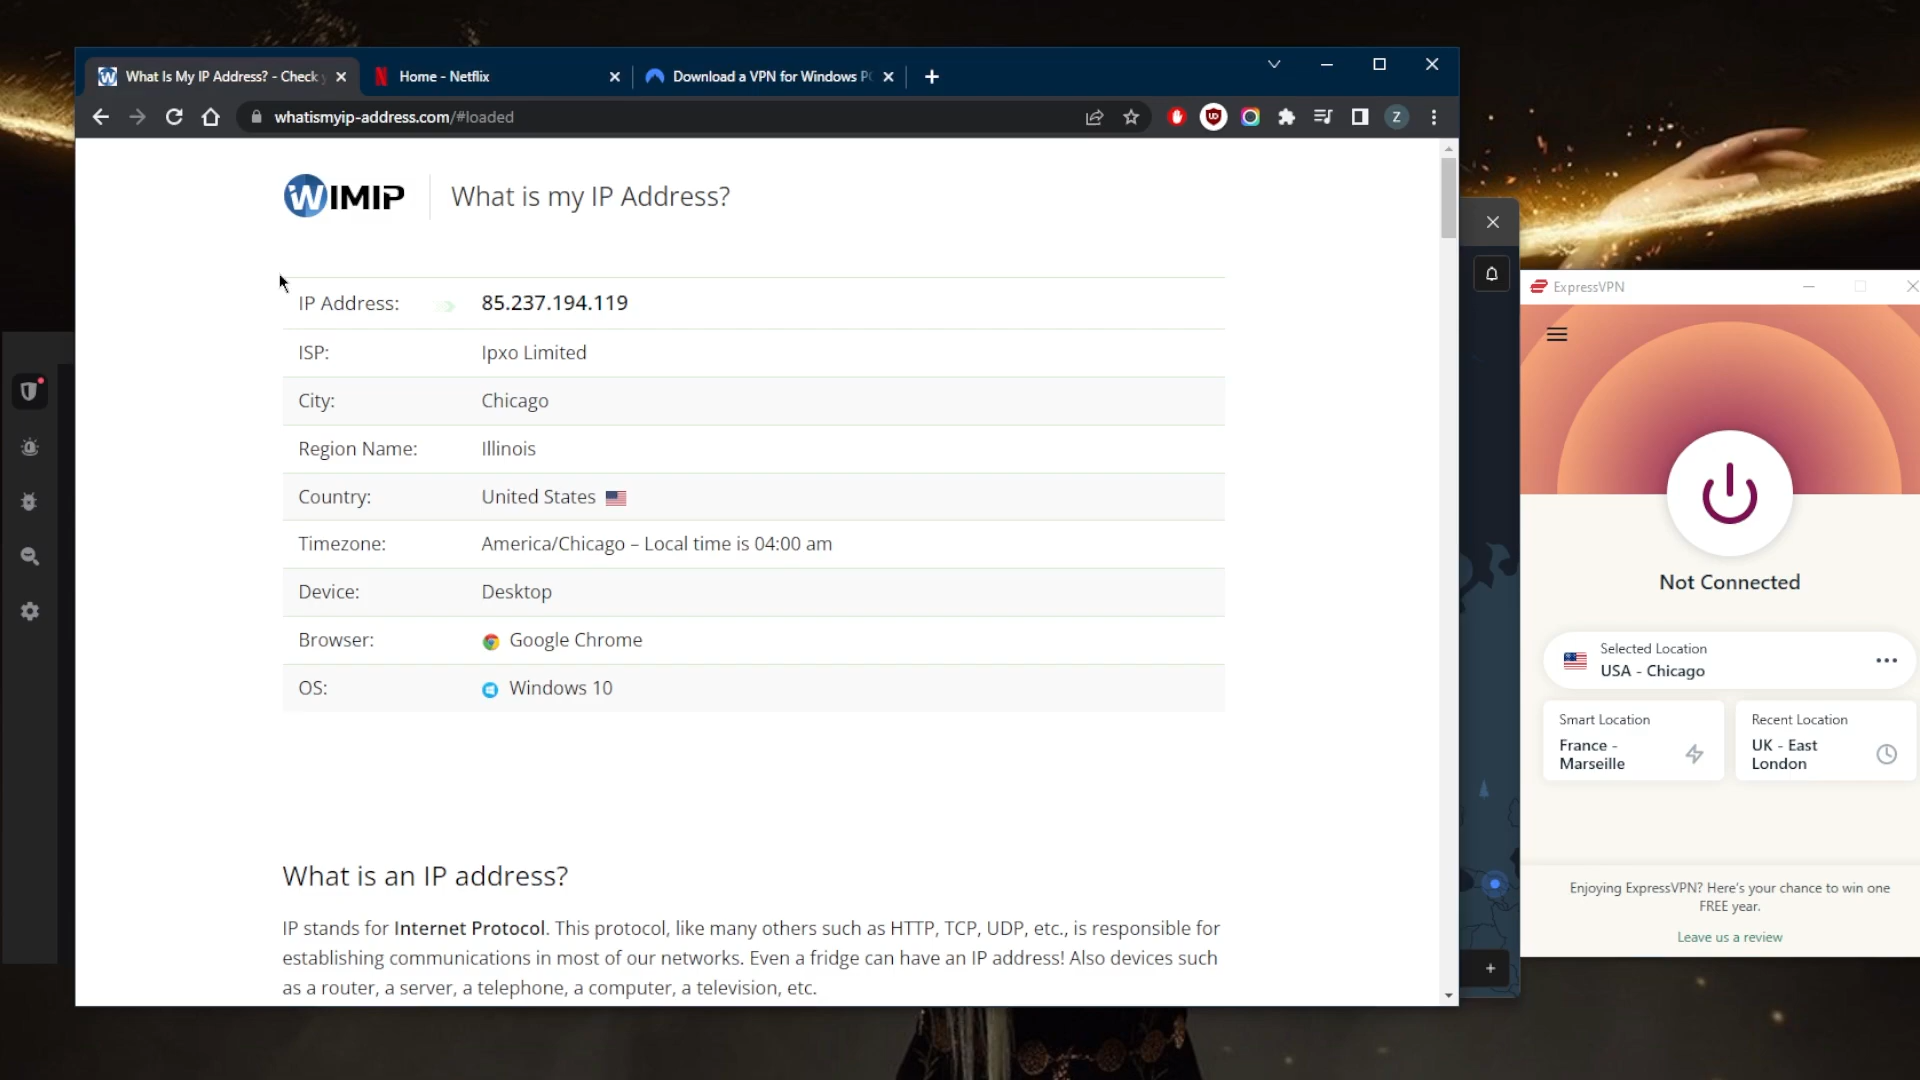 What Is My IP Address? - Check y
Home - Netflix
Download a VPN for Windows PC
whatismyip-address.com/#loaded
Z
WIMIP
What is my IP Address?
IP Address: 85.237.194.119
ISP: Ipxo Limited
City: Chicago
Region Name: Illinois
Country: United States
Timezone: America/Chicago – Local time is 04:00 am
Device: Desktop
Browser: Google Chrome
OS: Windows 10
What is an IP address?
IP stands for Internet Protocol. This protocol, like many others such as HTTP, TCP, UDP, etc., is responsible for
establishing communications in most of our networks. Even a fridge can have an IP address! Also devices such
as a router, a server, a telephone, a computer, a television, etc.
ExpressVPN
Not Connected
Selected Location
USA - Chicago
Smart Location
France -
Marseille
Recent Location
UK - East
London
Enjoying ExpressVPN? Here's your chance to win one
FREE year.
Leave us a review